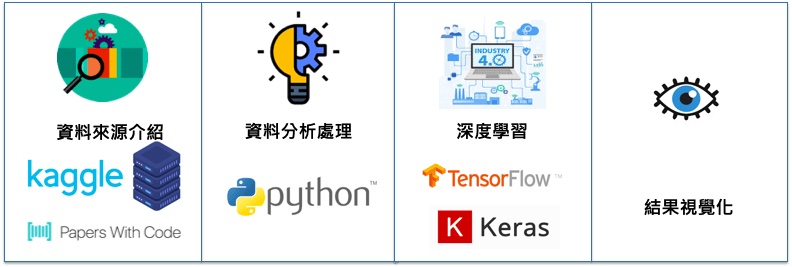 資料來源介紹
kaggle
Papers With Code
資料分析處理
python™
INDUSTRY
4.0
深度學習
TensorFlow™
K Keras
結果視覺化